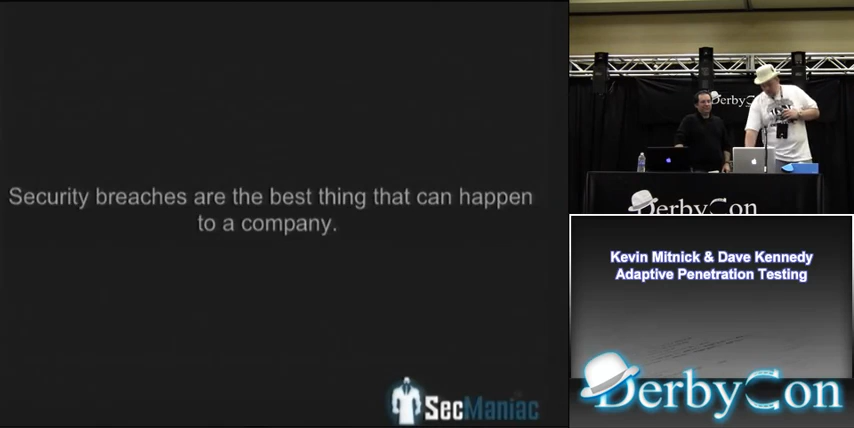 Security breaches are the best thing that can happen
to a company.
SecManiac
DerbyCon
DerbyCon
Kevin Mitnick & Dave Kennedy
Adaptive Penetration Testing
DerbyCon